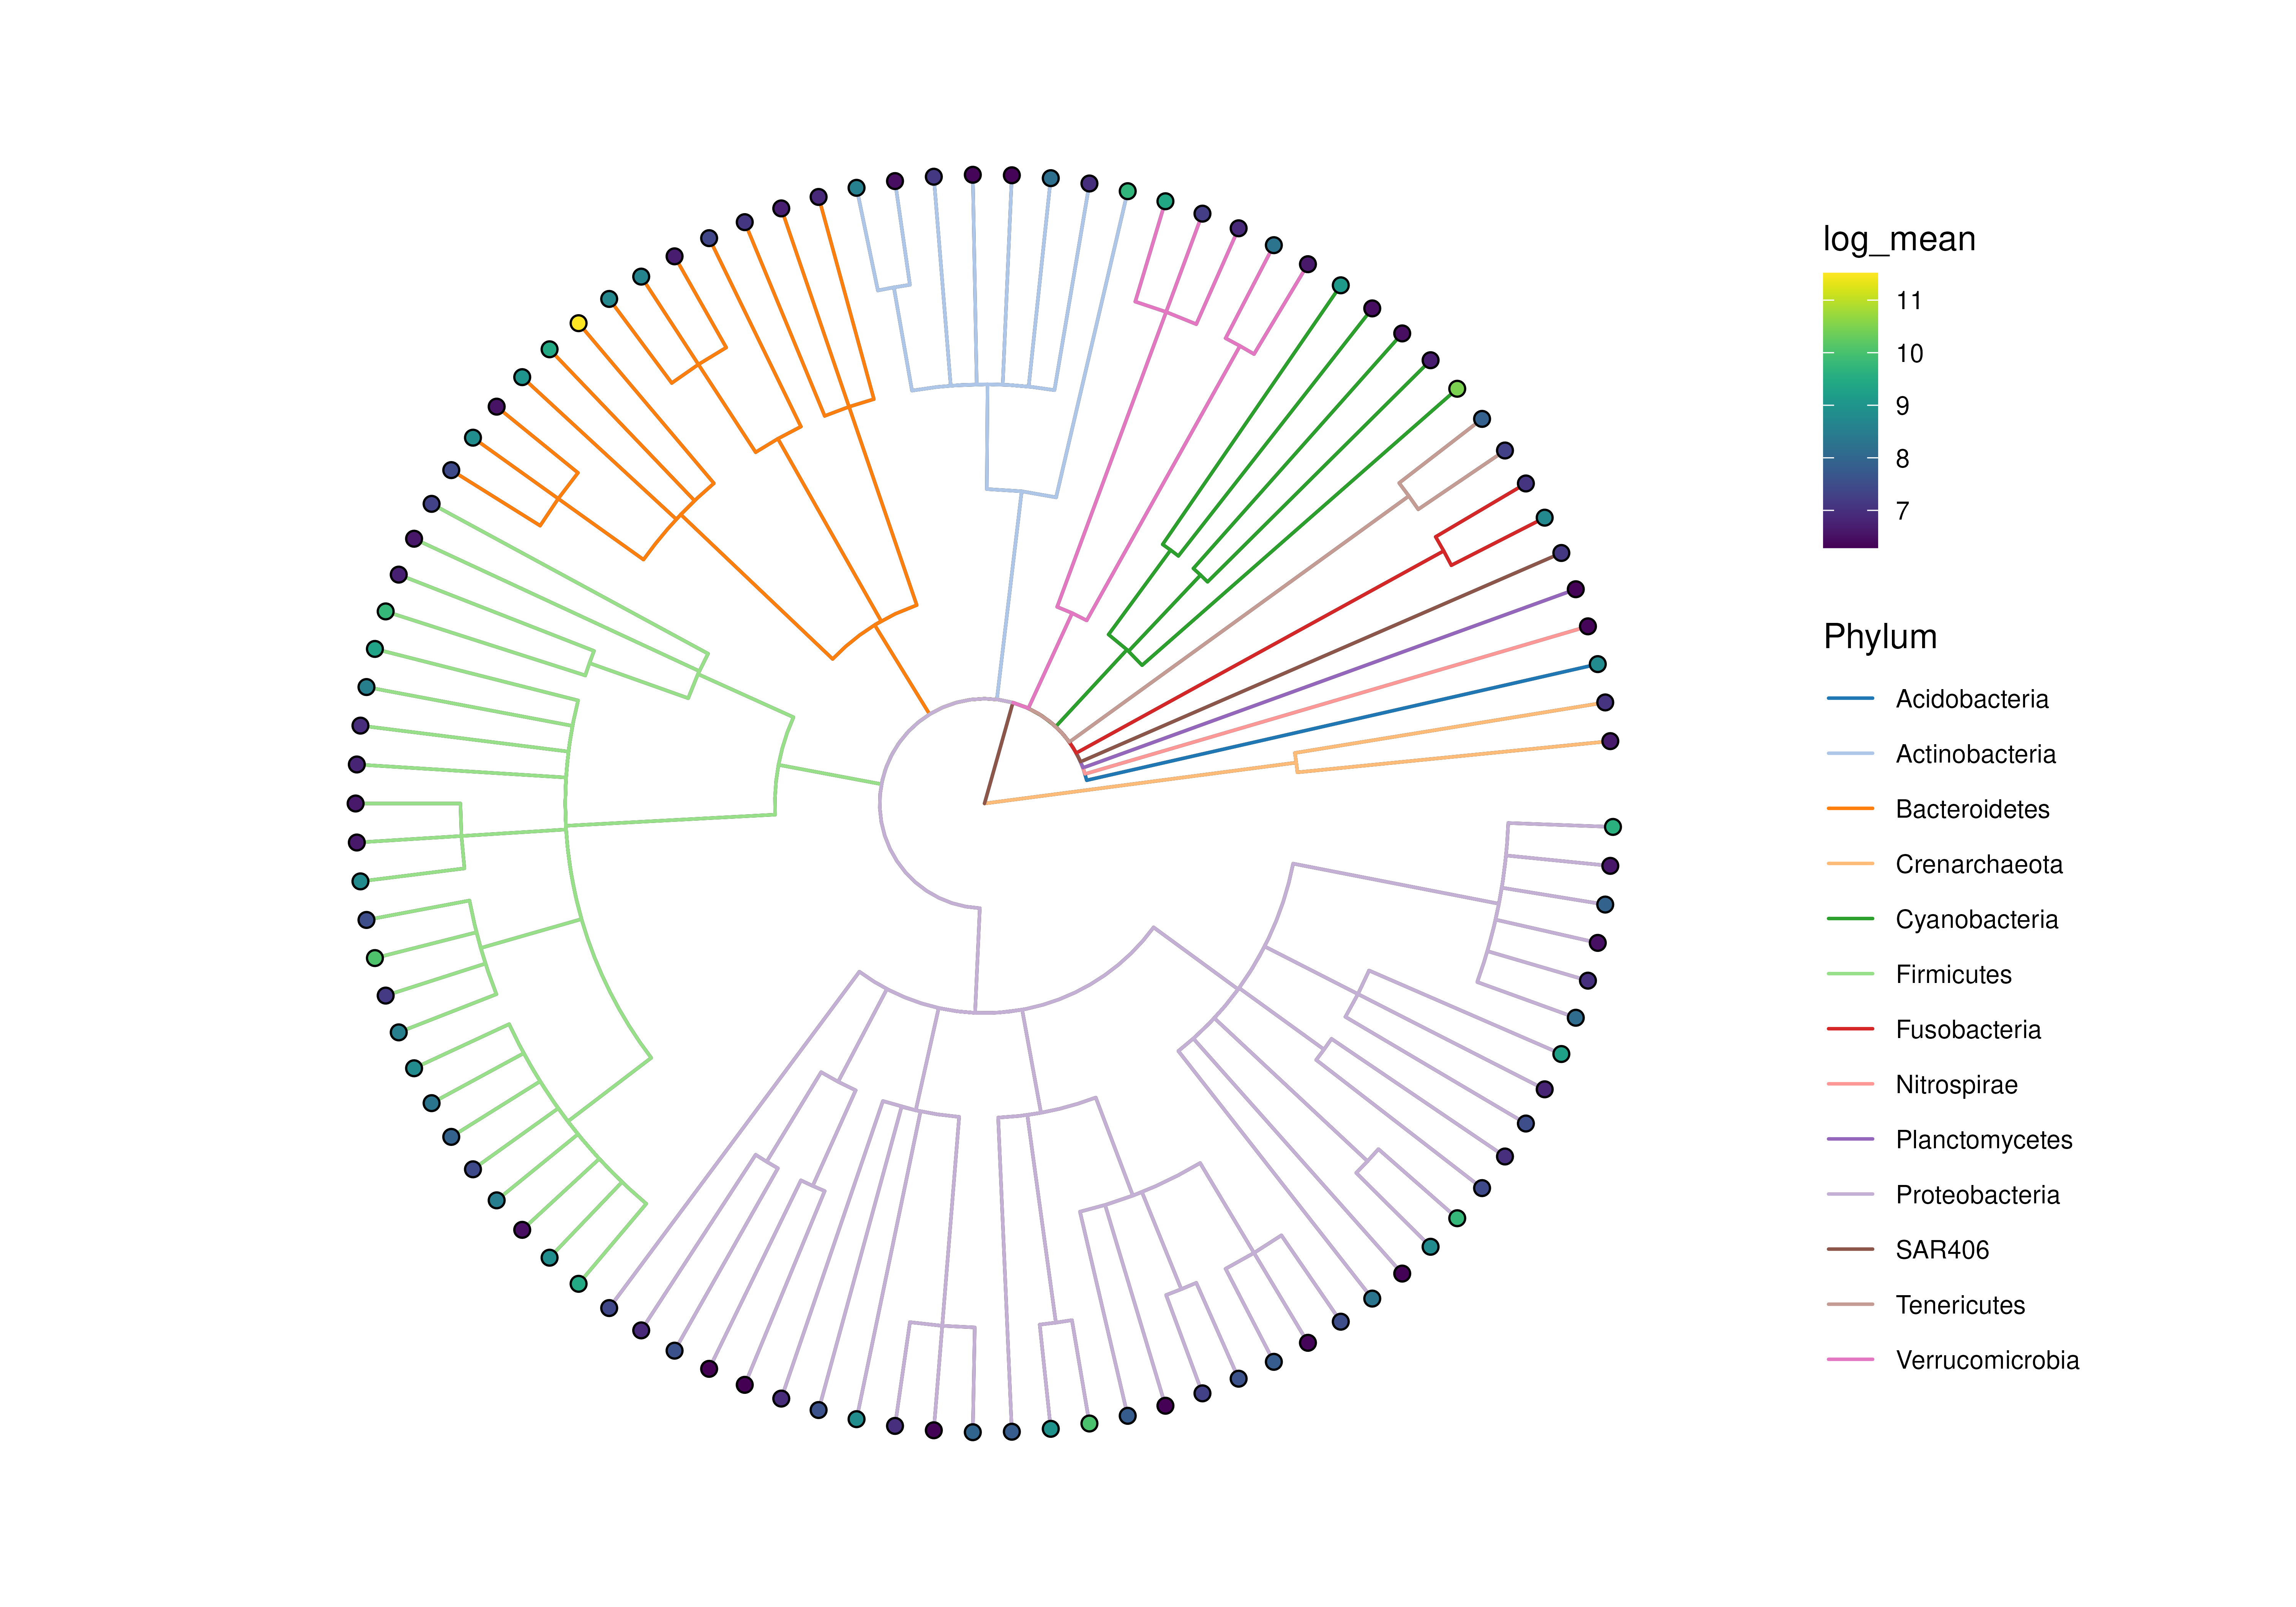 log_mean
11
10
9
8
7
Phylum
Acidobacteria
Actinobacteria
Bacteroidetes
Crenarchaeota
Cyanobacteria
Firmicutes
Fusobacteria
Nitrospirae
Planctomycetes
Proteobacteria
SAR406
Tenericutes
Verrucomicrobia